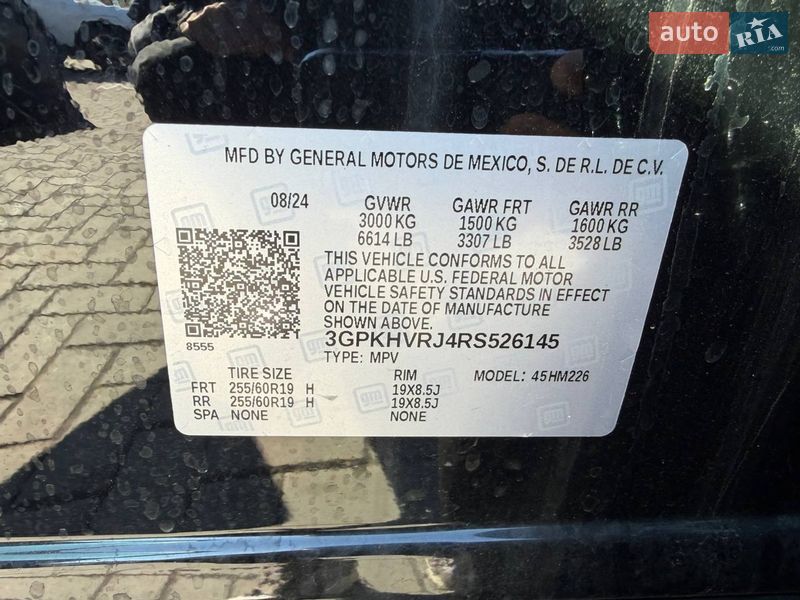 auto RIA .com
MFD BY GENERAL MOTORS DE MEXICO, S. DE R.L. DE C.V.
08/24 GVWR GAWR FRT GAWR RR
3000 KG 1500 KG 1600 KG
6614 LB 3307 LB 3528 LB
THIS VEHICLE CONFORMS TO ALL
APPLICABLE U.S. FEDERAL MOTOR
VEHICLE SAFETY STANDARDS IN EFFECT
ON THE DATE OF MANUFACTURE
SHOWN ABOVE.
8555 3GPKHVRJ4RS526145
TYPE: MPV
TIRE SIZE RIM MODEL: 45HM226
FRT 255/60R19 H 19X8.5J
RR 255/60R19 H 19X8.5J
SPA NONE NONE